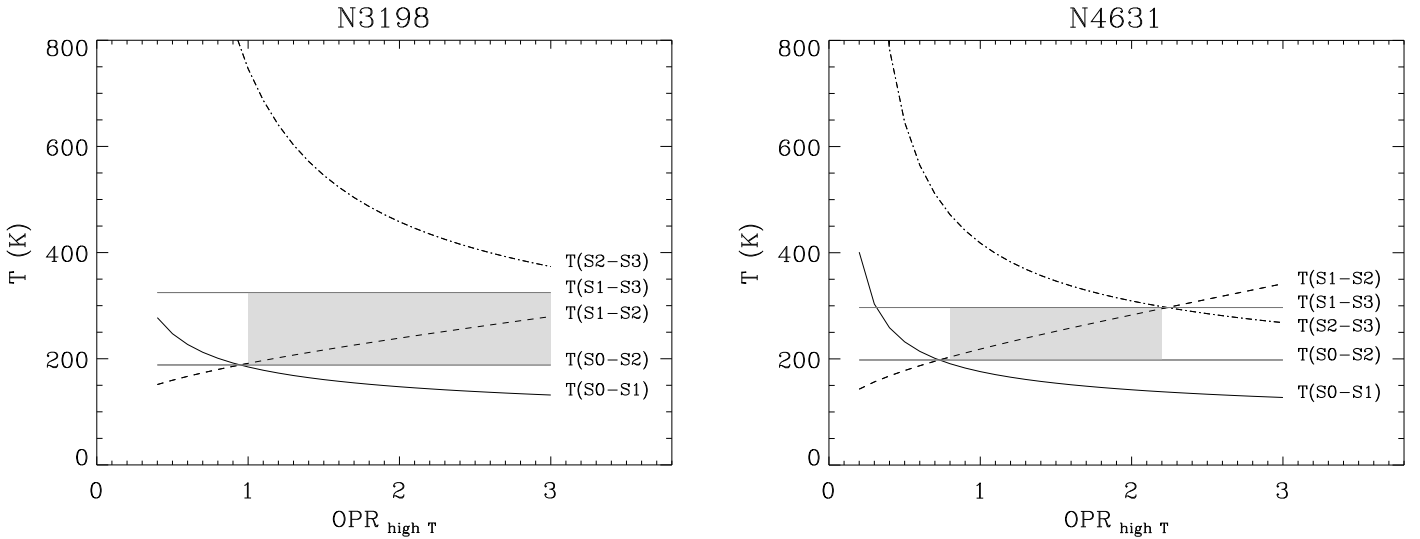 N3198
800
600
400
200
0
T (K)
T(S2-S3)
T(S1-S3)
T(S1-S2)
T(S0-S2)
T(S0-S1)
0 1 2 3
OPR high T
N4631
800
600
400
200
0
T (K)
T(S1-S2)
T(S1-S3)
T(S2-S3)
T(S0-S2)
T(S0-S1)
0 1 2 3
OPR high T